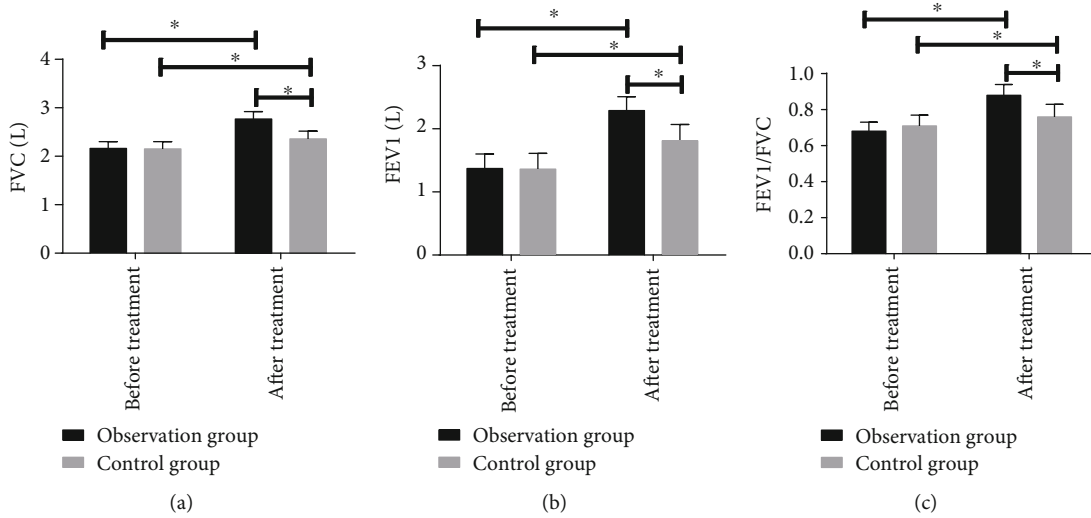 *
*
*
4
3
2
1
0
FVC (L)
Before treatment
After treatment
Observation group
Control group
(a)
*
*
*
3
2
1
0
FEV1 (L)
Before treatment
After treatment
Observation group
Control group
(b)
*
*
*
1.0
0.8
0.6
0.4
0.2
0.0
FEV1/FVC
Before treatment
After treatment
Observation group
Control group
(c)